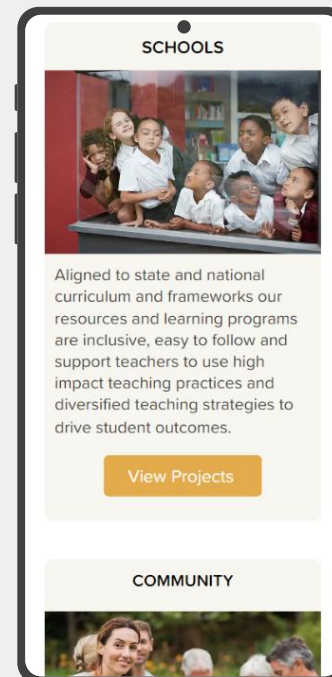 SCHOOLS
Aligned to state and national
curriculum and frameworks our
resources and learning programs
are inclusive, easy to follow and
support teachers to use high
impact teaching practices and
diversified teaching strategies to
drive student outcomes.
View Projects
COMMUNITY